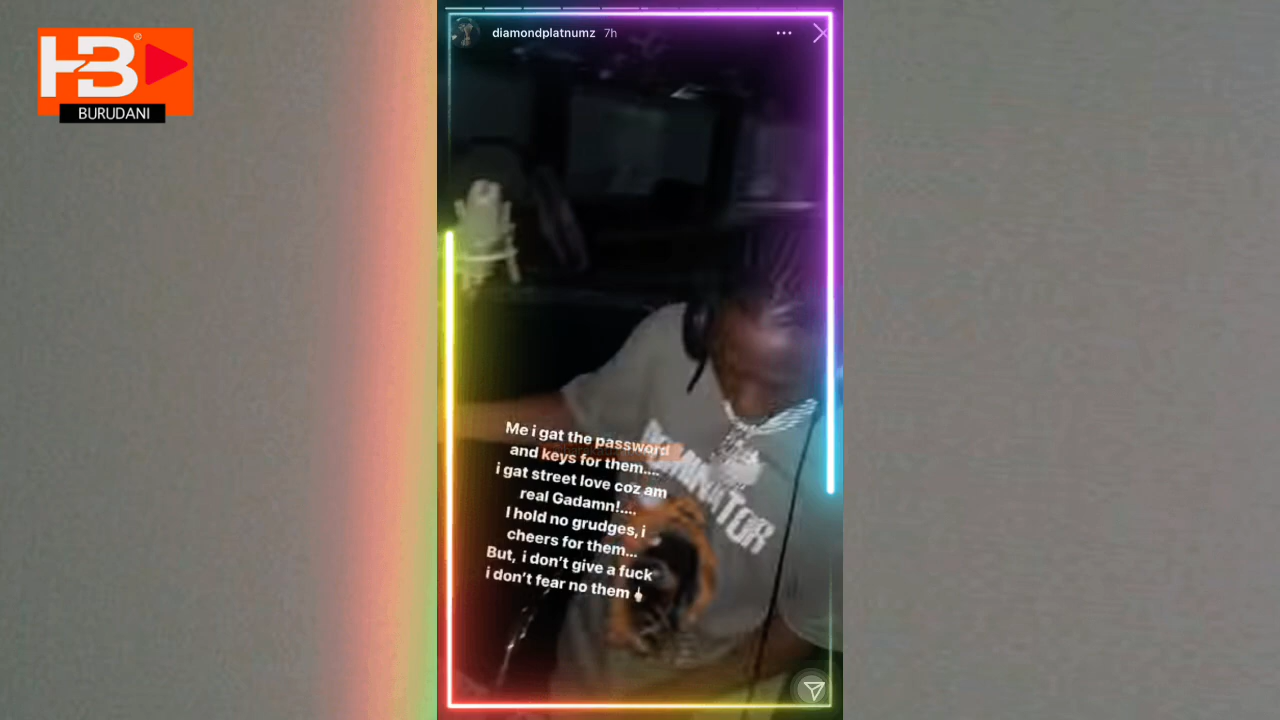 HB®
BURUDANI
diamondplatnumz 7h
Me i gat the password
and keys for them....
i gat street love coz am
real Gadamn!....
I hold no grudges, i
cheers for them...
But, i don't give a fuck
i don't fear no them🖕